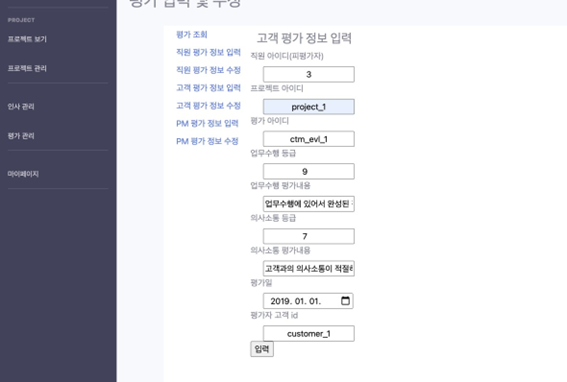 평가 입력 및 수정
PROJECT
프로젝트 보기
프로젝트 관리
인사 관리
평가 관리
마이페이지
평가 조회
직원 평가 정보 입력
직원 평가 정보 수정
고객 평가 정보 입력
고객 평가 정보 수정
PM 평가 정보 입력
PM 평가 정보 수정
고객 평가 정보 입력
직원 아이디(피평가자)
3
프로젝트 아이디
project_1
평가 아이디
ctm_evl_1
업무수행 등급
9
업무수행 평가내용
업무수행에 있어서 완성된
의사소통 등급
7
의사소통 평가내용
고객과의 의사소통이
평가일
2019. 01. 01.
평가자 고객 id
customer_1
입력